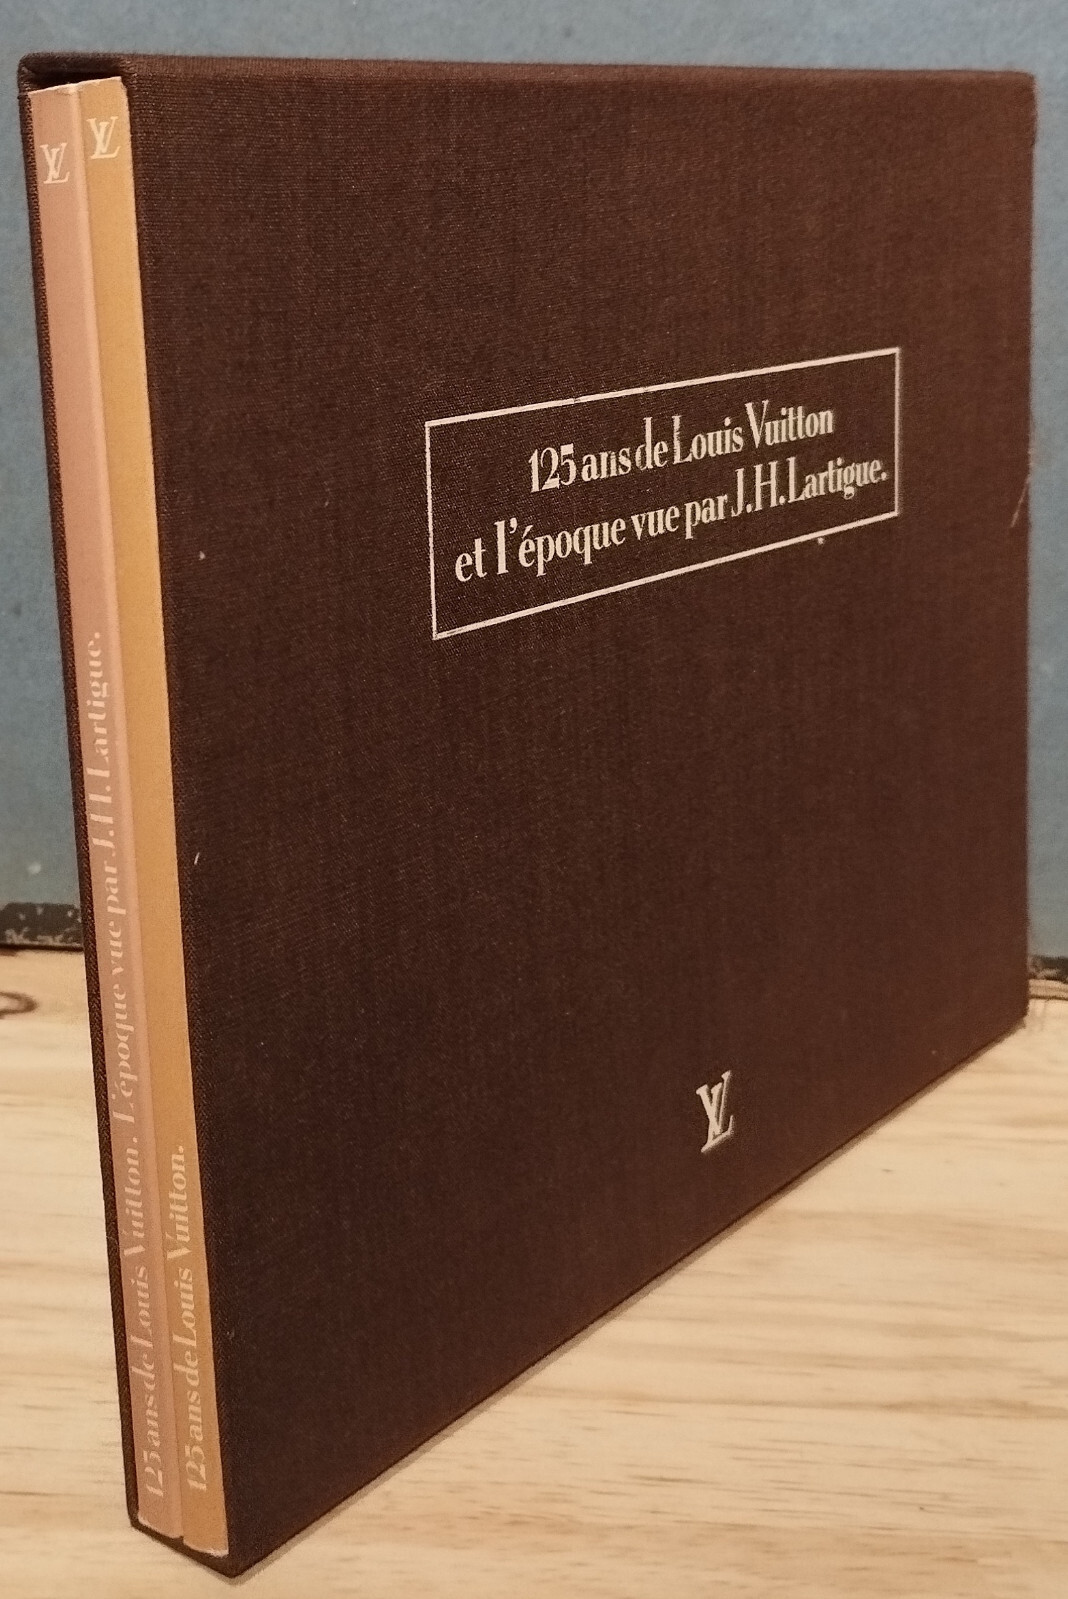 LV
LV
125 ans de Louis Vuitton
et l'époque vue par J.H.Lartigue.
LV
125 ans de Louis Vuitton. L'époque vue par J.H.Lartigue.
125 ans de Louis Vuitton.